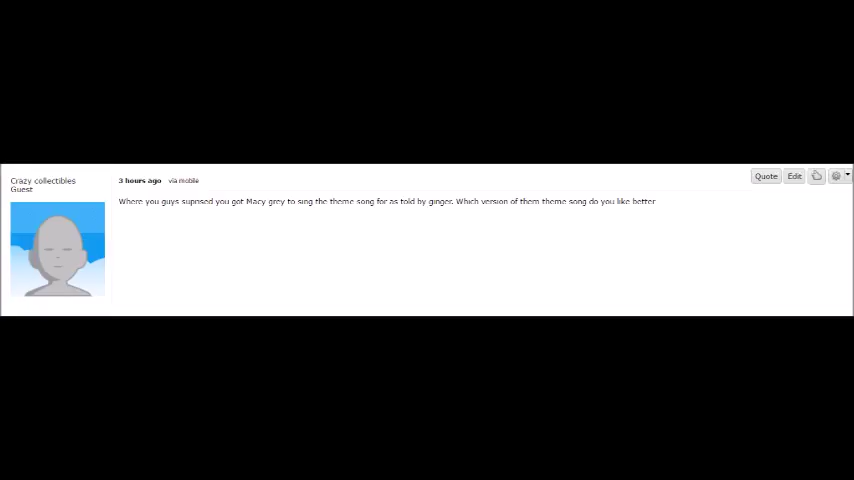 Crazy collectibles
Guest
3 hours ago via mobile
Quote Edit
Where you guys suprised you got Macy grey to sing the theme song for as told by ginger. Which version of them theme song do you like better